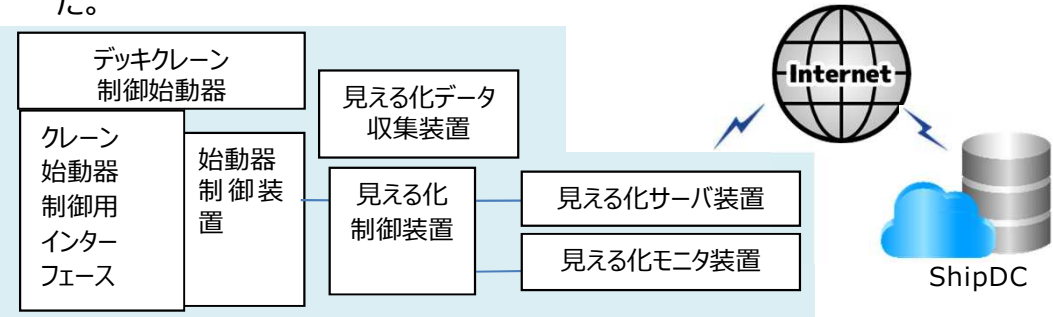 た。
デッキクレーン
制御始動器
見える化データ
収集装置
クレーン
始動器
制御用
インター
フェース
始動器
制御装
置
見える化
制御装置
見える化サーバ装置
見える化モニタ装置
Internet
ShipDC